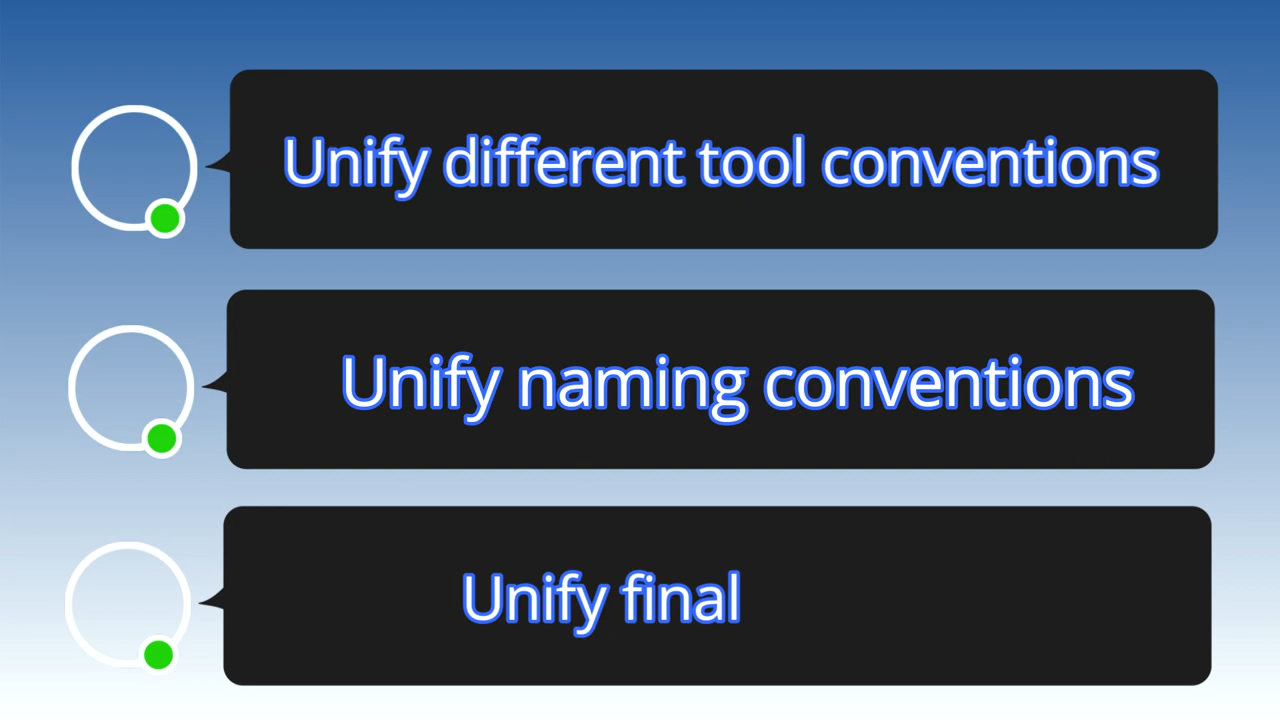 Unify different tool conventions
Unify naming conventions
Unify final